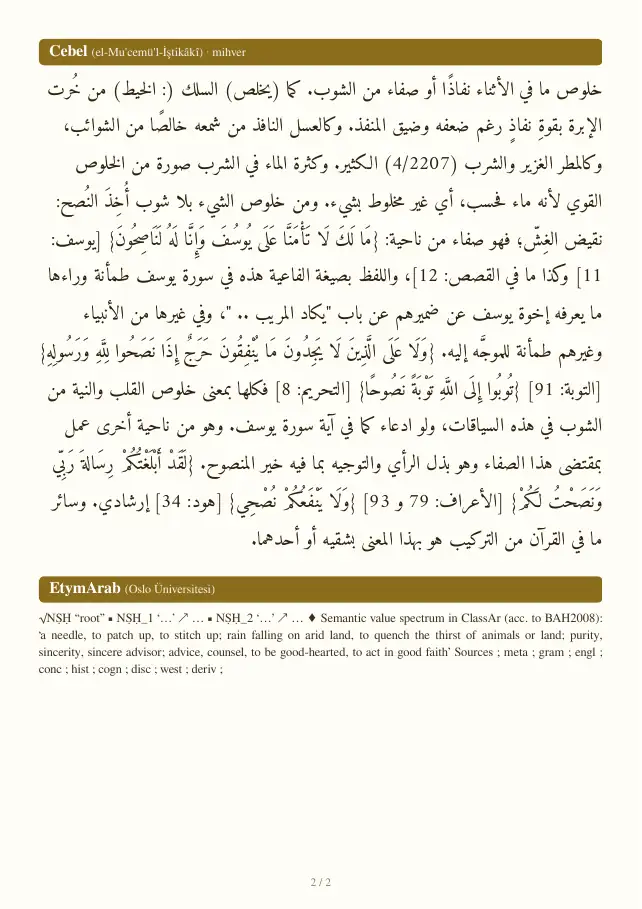 Cebel (el-Mu'cemü'l-İştikâkî) · mihver
خلوص ما في الأثناء نفاذًا أو صفاء من الشوب. كما (يخلص) السلك (: الخيط) من خُرت
الإبرة بقوةِ نفاذٍ رغم ضعفه وضيق المنفذ. وكالعسل النافذ من شمعه خالصًا من الشوائب،
وكالمطر الغزير والشرب (4/2207) الكثير. وكثرة الماء في الشرب صورة من الخلوص
القوي لأنه ماء فحسب، أي غير مخلوط بشيء. ومن خلوص الشيء بلا شوب أُخِذَ النُصح:
نقيض الغِشّ؛ فهو صفاء من ناحية: {مَا لَكَ لَا تَأْمَنَّا عَلَى يُوسُفَ وَإِنَّا لَهُ لَنَاصِحُونَ} [يوسف:
11] وكذا ما في القصص: 12]، واللفظ بصيغة الفاعية هذه في سورة يوسف طمأنة وراءها
ما يعرفه إخوة يوسف عن ضميرهم عن باب "يكاد المريب .. "، وفي غيرها من الأنبياء
وغيرهم طمأنة للموجَّه إليه. {وَلَا عَلَى الَّذِينَ لَا يَجِدُونَ مَا يُنْفِقُونَ حَرَجٌ إِذَا نَصَحُوا لِلَّهِ وَرَسُولِهِ}
[التوبة: 91] {تُوبُوا إِلَى اللَّهِ تَوْبَةً نَصُوحًا} [التحريم: 8] فكلها بمعنى خلوص القلب والنية من
الشوب في هذه السياقات، ولو ادعاء كما في آية سورة يوسف. وهو من ناحية أخرى عمل
بمقتضى هذا الصفاء وهو بذل الرأي والتوجيه بما فيه خير المنصوح. {لَقَدْ أَبْلَغْتُكُمْ رِسَالَةَ رَبِّي
وَنَصَحْتُ لَكُمْ} [الأعراف: 79 و 93] {وَلَا يَنْفَعُكُمْ نُصْحِي} [هود: 34] إرشادي. وسائر
ما في القرآن من التركيب هو بهذا المعنى بشقيه أو أحدهما.
EtymArab (Oslo Üniversitesi)
√NṢḤ “root” ▪ NṢḤ_1 ‘…’ ↗ … ▪ NṢḤ_2 ‘…’ ↗ … ♦ Semantic value spectrum in ClassAr (acc. to BAH2008):
‘a needle, to patch up, to stitch up; rain falling on arid land, to quench the thirst of animals or land; purity,
sincerity, sincere advisor; advice, counsel, to be good-hearted, to act in good faith’ Sources ; meta ; gram ; engl ;
conc ; hist ; cogn ; disc ; west ; deriv ;
2 / 2